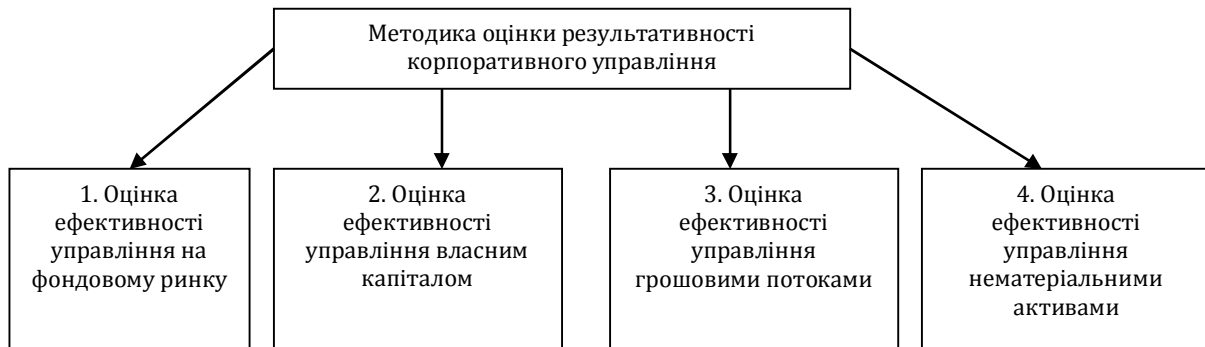 Методика оцінки результативності
корпоративного управління
1. Оцінка
ефективності
управління на
фондовому ринку
2. Оцінка
ефективності
управління власним
капіталом
3. Оцінка
ефективності
управління
грошовими потоками
4. Оцінка
ефективності
управління
нематеріальними
активами